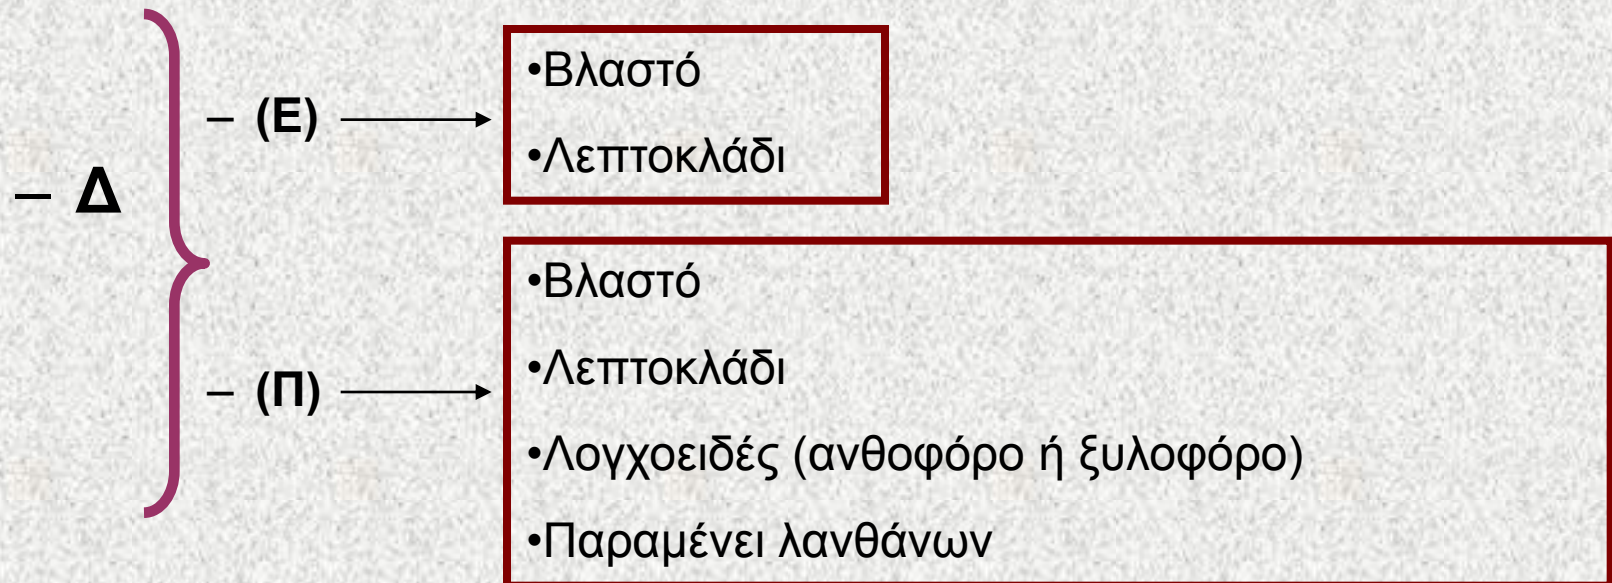 – Δ
– (Ε)
•Βλαστό
•Λεπτοκλάδι
– (Π)
•Βλαστό
•Λεπτοκλάδι
•Λογχοειδές (ανθοφόρο ή ξυλοφόρο)
•Παραμένει λανθάνων